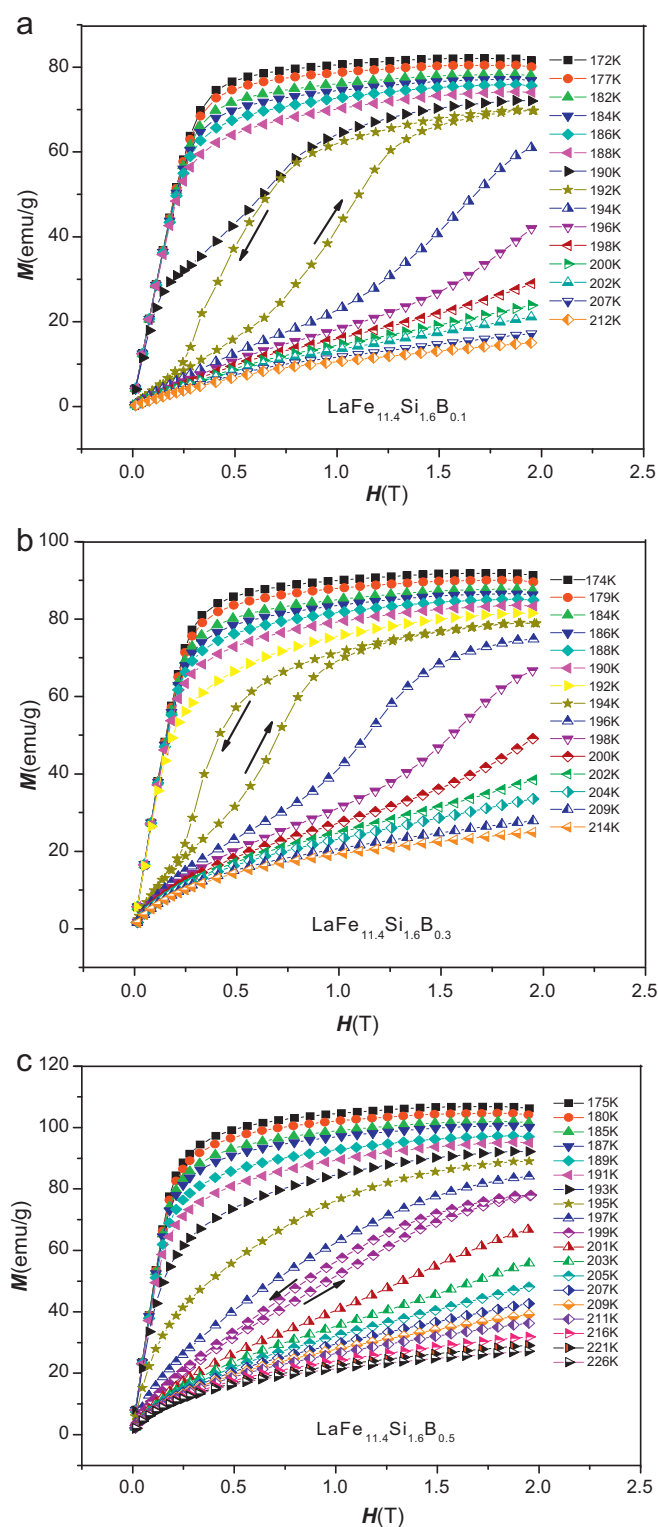 a
M(emu/g)
80
60
40
20
0
0.0 0.5 1.0 1.5 2.0 2.5
H(T)
172K
177K
182K
184K
186K
188K
190K
192K
194K
196K
198K
200K
202K
207K
212K
LaFe11.4Si1.6B0.1
b
M(emu/g)
100
80
60
40
20
0
0.0 0.5 1.0 1.5 2.0 2.5
H(T)
174K
179K
184K
186K
188K
190K
192K
194K
196K
198K
200K
202K
204K
209K
214K
LaFe11.4Si1.6B0.3
c
M(emu/g)
120
100
80
60
40
20
0
0.0 0.5 1.0 1.5 2.0 2.5
H(T)
175K
180K
185K
187K
189K
191K
193K
195K
197K
199K
201K
203K
205K
207K
209K
211K
216K
221K
226K
LaFe11.4Si1.6B0.5